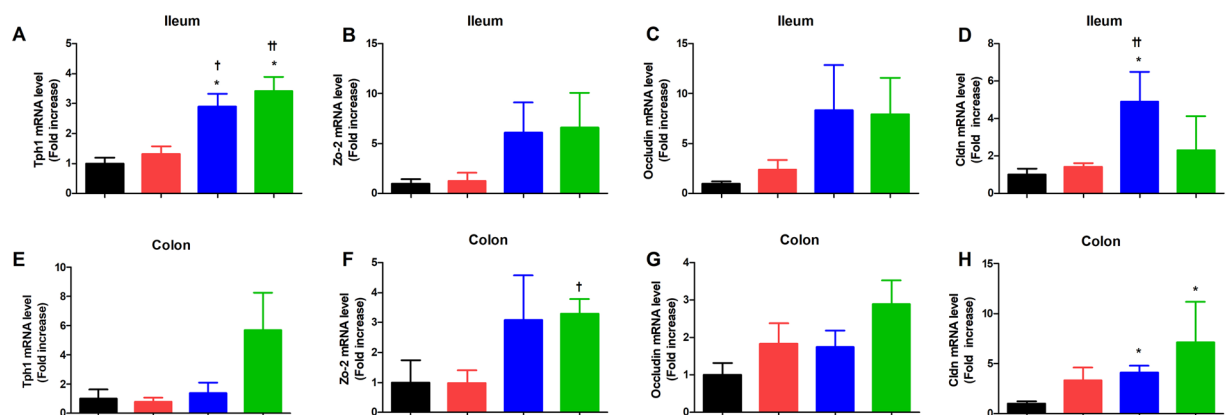 Ileum
A
Tph1 mRNA level
(Fold increase)
5
4
3
2
1
0
†
*
††
*
Ileum
B
Zo-2 mRNA level
(Fold increase)
15
10
5
0
Ileum
C
Occludin mRNA level
(Fold increase)
15
10
5
0
Ileum
D
Cldn mRNA level
(Fold increase)
8
6
4
2
0
††
*
Colon
E
Tph1 mRNA level
(Fold increase)
10
8
6
4
2
0
Colon
F
Zo-2 mRNA level
(Fold increase)
5
4
3
2
1
0
†
Colon
G
Occludin mRNA level
(Fold increase)
4
3
2
1
0
Colon
H
Cldn mRNA level
(Fold increase)
15
10
5
0
*
*